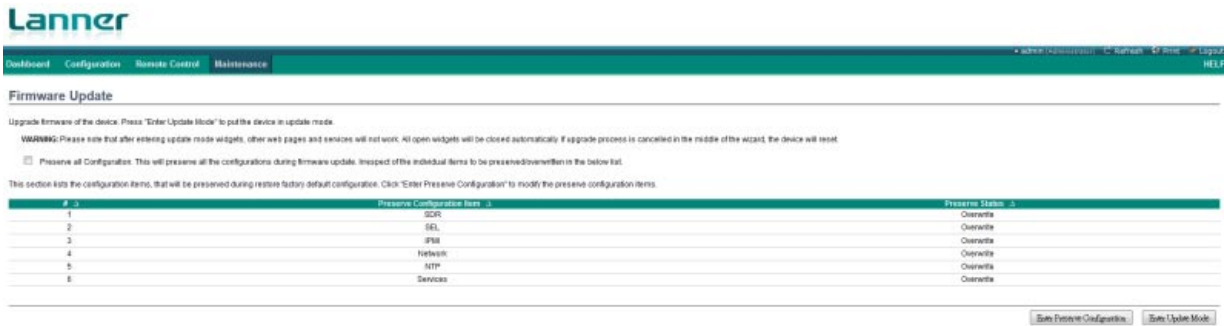 Lanner
admin (Administrator) Refresh Print Logout
Dashboard Configuration Remote Control Maintenance HELP
Firmware Update
Upgrade firmware of the device. Press "Enter Update Mode" to put the device in update mode.
WARNING: Please note that after entering update mode widgets, other web pages and services will not work. All open widgets will be closed automatically. If upgrade process is cancelled in the middle of the wizard, the device will reset.
Preserve all Configuration. This will preserve all the configurations during firmware update. Irrespect of the individual items to be preserved/overwritten in the below list.
This section lists the configuration items, that will be preserved during restore factory default configuration. Click "Enter Preserve Configuration" to modify the preserve configuration items.
# Preserve Configuration Item Preserve Status
1 SDR Overwrite
2 SEL Overwrite
3 IPMI Overwrite
4 Network Overwrite
5 NTP Overwrite
6 Services Overwrite
Enter Preserve Configuration Enter Update Mode